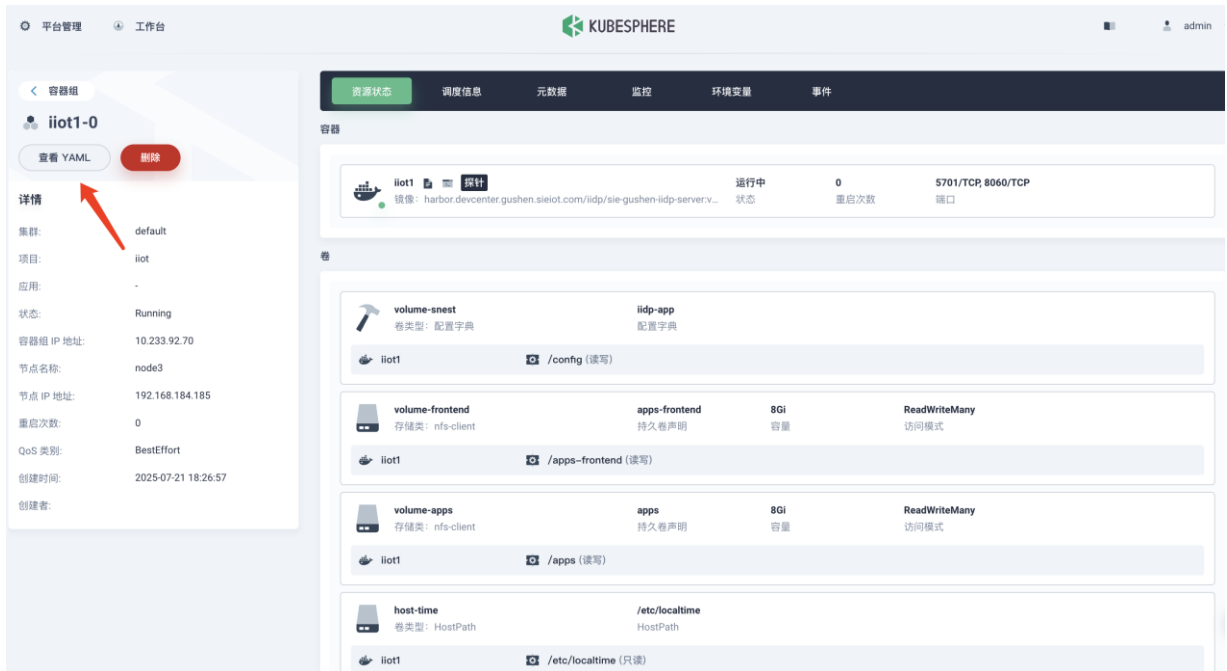 平台管理 工作台 KUBESPHERE admin
容器组
iiot1-0
查看 YAML 删除
详情
集群: default
项目: iiot
应用: -
状态: Running
容器组 IP 地址: 10.233.92.70
节点名称: node3
节点 IP 地址: 192.168.184.185
重启次数: 0
QoS 类别: BestEffort
创建时间: 2025-07-21 18:26:57
创建者:
资源状态 调度信息 元数据 监控 环境变量 事件
容器
iiot1 探针 运行中 0 5701/TCP, 8060/TCP
镜像: harbor.devcenter.gushen.sieiot.com/iidp/sie-gushen-iidp-server:v... 状态 重启次数 端口
卷
volume-snest iidp-app
卷类型: 配置字典 配置字典
iiot1 /config (读写)
volume-frontend apps-frontend 8Gi ReadWriteMany
存储类: nfs-client 持久卷声明 容量 访问模式
iiot1 /apps-frontend (读写)
volume-apps apps 8Gi ReadWriteMany
存储类: nfs-client 持久卷声明 容量 访问模式
iiot1 /apps (读写)
host-time /etc/localtime
卷类型: HostPath HostPath
iiot1 /etc/localtime (只读)